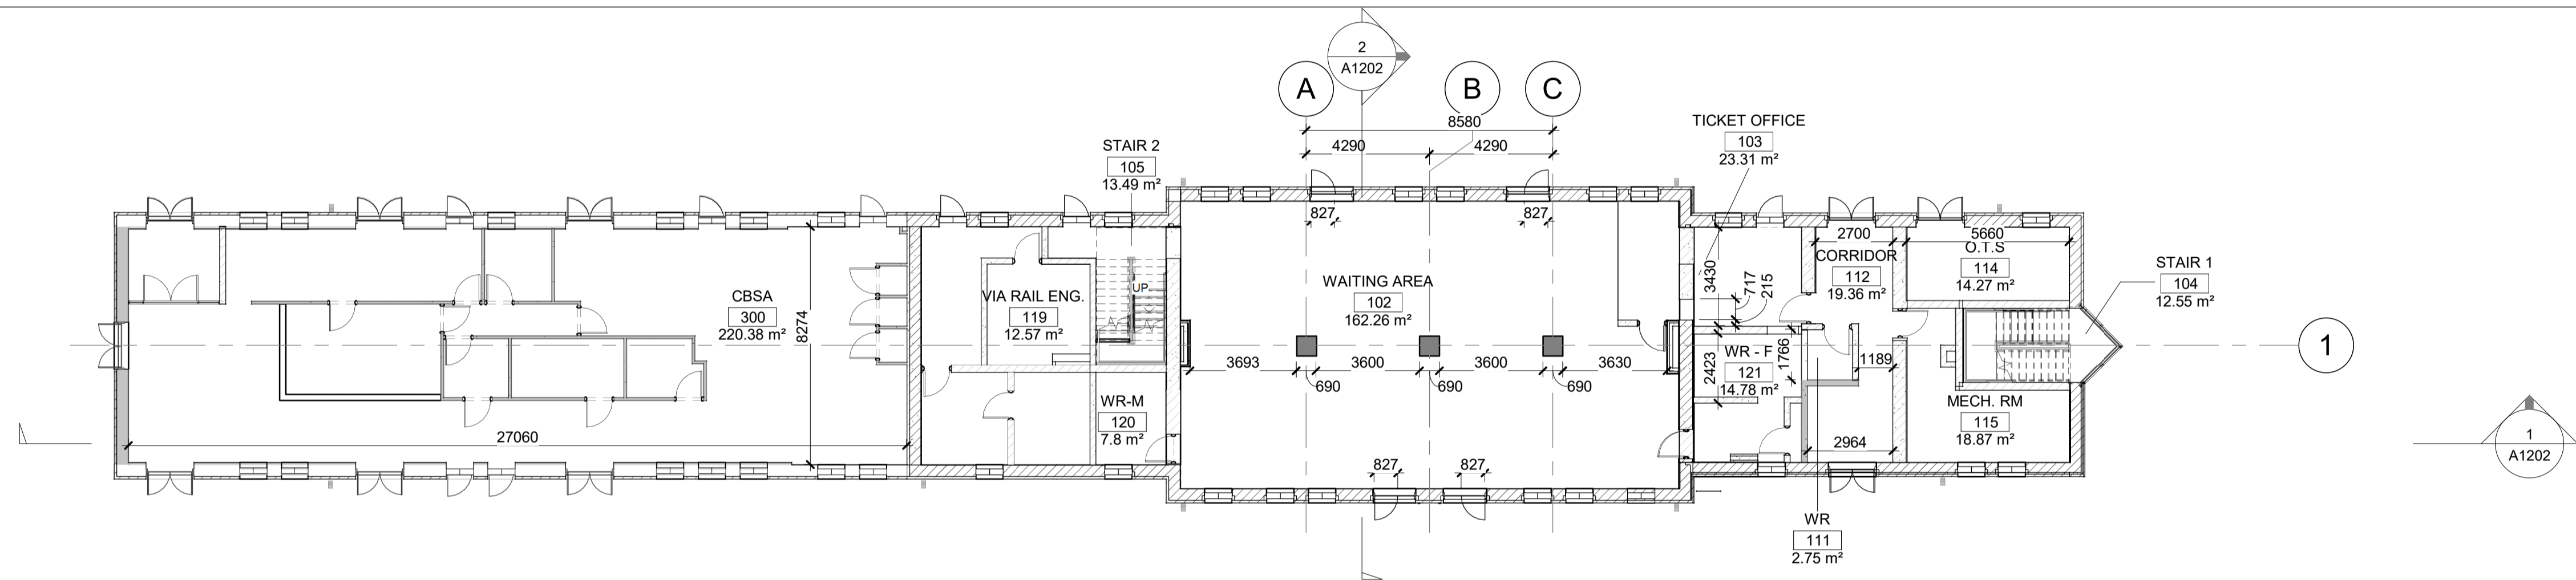 2
A1202
A
B
C
8580
4290
4290
TICKET OFFICE
103
23.31 m²
STAIR 2
105
13.49 m²
827
827
2700
5660
O.T.S
114
14.27 m²
CORRIDOR
112
19.36 m²
STAIR 1
104
12.55 m²
3430
717
215
WAITING AREA
102
162.26 m²
UP
VIA RAIL ENG.
119
12.57 m²
CBSA
300
220.38 m²
8274
1
3693
3600
3600
3630
690
690
690
2423
WR - F
121
14.78 m²
1766
1189
WR-M
120
7.8 m²
MECH. RM
115
18.87 m²
27060
2964
827
827
1
A1202
WR
111
2.75 m²